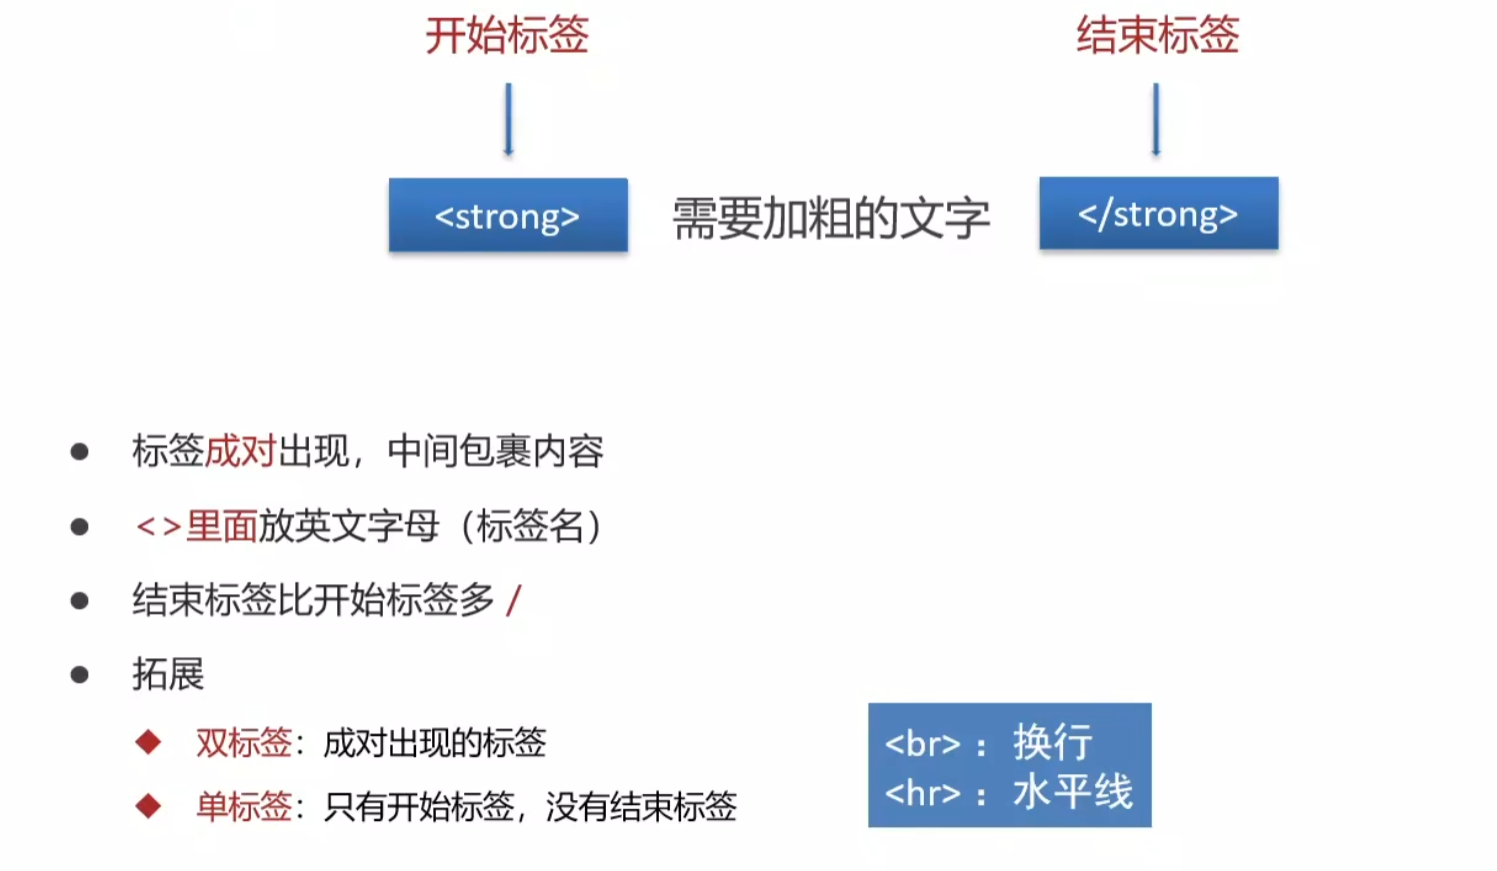 开始标签 结束标签
<strong> 需要加粗的文字 </strong>
● 标签成对出现，中间包裹内容
● <>里面放英文字母（标签名）
● 结束标签比开始标签多 /
● 拓展
◆ 双标签：成对出现的标签
◆ 单标签：只有开始标签，没有结束标签
<br> ：换行
<hr> ：水平线